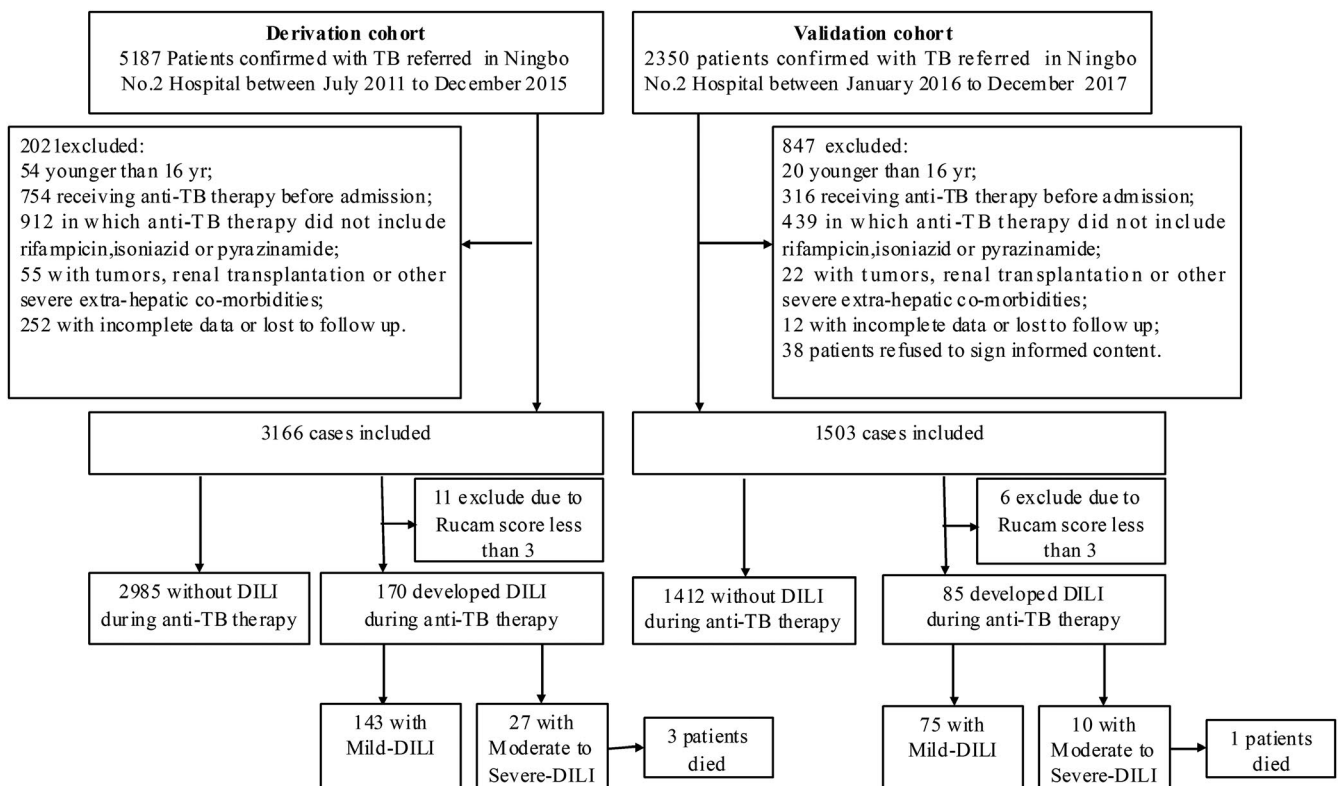 Derivation cohort
5187 Patients confirmed with TB referred in Ningbo
No.2 Hospital between July 2011 to December 2015
Validation cohort
2350 patients confirmed with TB referred in Ningbo
No.2 Hospital between January 2016 to December 2017
202lexcluded:
54 younger than 16 yr;
754 receiving anti-TB therapy before admission;
912 in which anti-TB therapy did not include
rifampicin,isoniazid or pyrazinamide;
55 with tumors, renal transplantation or other
severe extra-hepatic co-morbidities;
252 with incomplete data or lost to follow up.
847 excluded:
20 younger than 16 yr;
316 receiving anti-TB therapy before admission;
439 in which anti-TB therapy did not include
rifampicin,isoniazid or pyrazinamide;
22 with tumors, renal transplantation or other
severe extra-hepatic co-morbidities;
12 with incomplete data or lost to follow up;
38 patients refused to sign informed content.
3166 cases included
1503 cases included
11 exclude due to
Rucam score less
than 3
6 exclude due to
Rucam score less
than 3
2985 without DILI
during anti-TB therapy
170 developed DILI
during anti-TB therapy
1412 without DILI
during anti-TB therapy
85 developed DILI
during anti-TB therapy
143 with
Mild-DILI
27 with
Moderate to
Severe-DILI
3 patients
died
75 with
Mild-DILI
10 with
Moderate to
Severe-DILI
1 patients
died